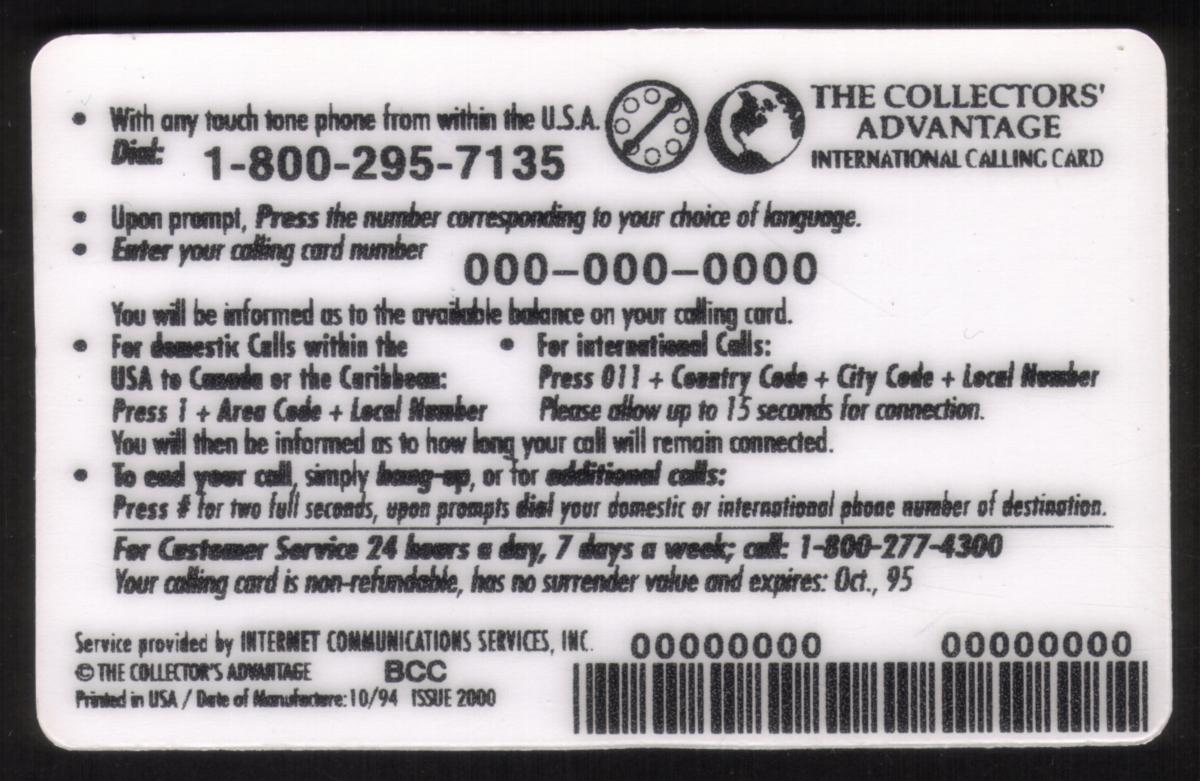 THE COLLECTORS'
ADVANTAGE
INTERNATIONAL CALLING CARD
• With any touch tone phone from within the U.S.A.
Dial: 1-800-295-7135
• Upon prompt, Press the number corresponding to your choice of language.
• Enter your calling card number
000-000-0000
You will be informed as to the available balance on your calling card.
• For domestic Calls within the
USA to Canada or the Caribbean:
Press 1 + Area Code + Local Number
• For international Calls:
Press 011 + Country Code + City Code + Local Number
Please allow up to 15 seconds for connection.
You will then be informed as to how long your call will remain connected.
• To end your call, simply hang-up, or for additional calls:
Press # for two full seconds, upon prompts dial your domestic or international phone number of destination.
For Customer Service 24 hours a day, 7 days a week; call: 1-800-277-4300
Your calling card is non-refundable, has no surrender value and expires: Oct., 95
Service provided by INTERNET COMMUNICATIONS SERVICES, INC.
© THE COLLECTOR'S ADVANTAGE BCC
Printed in USA / Date of Manufacture: 10/94 ISSUE 2000
00000000 00000000